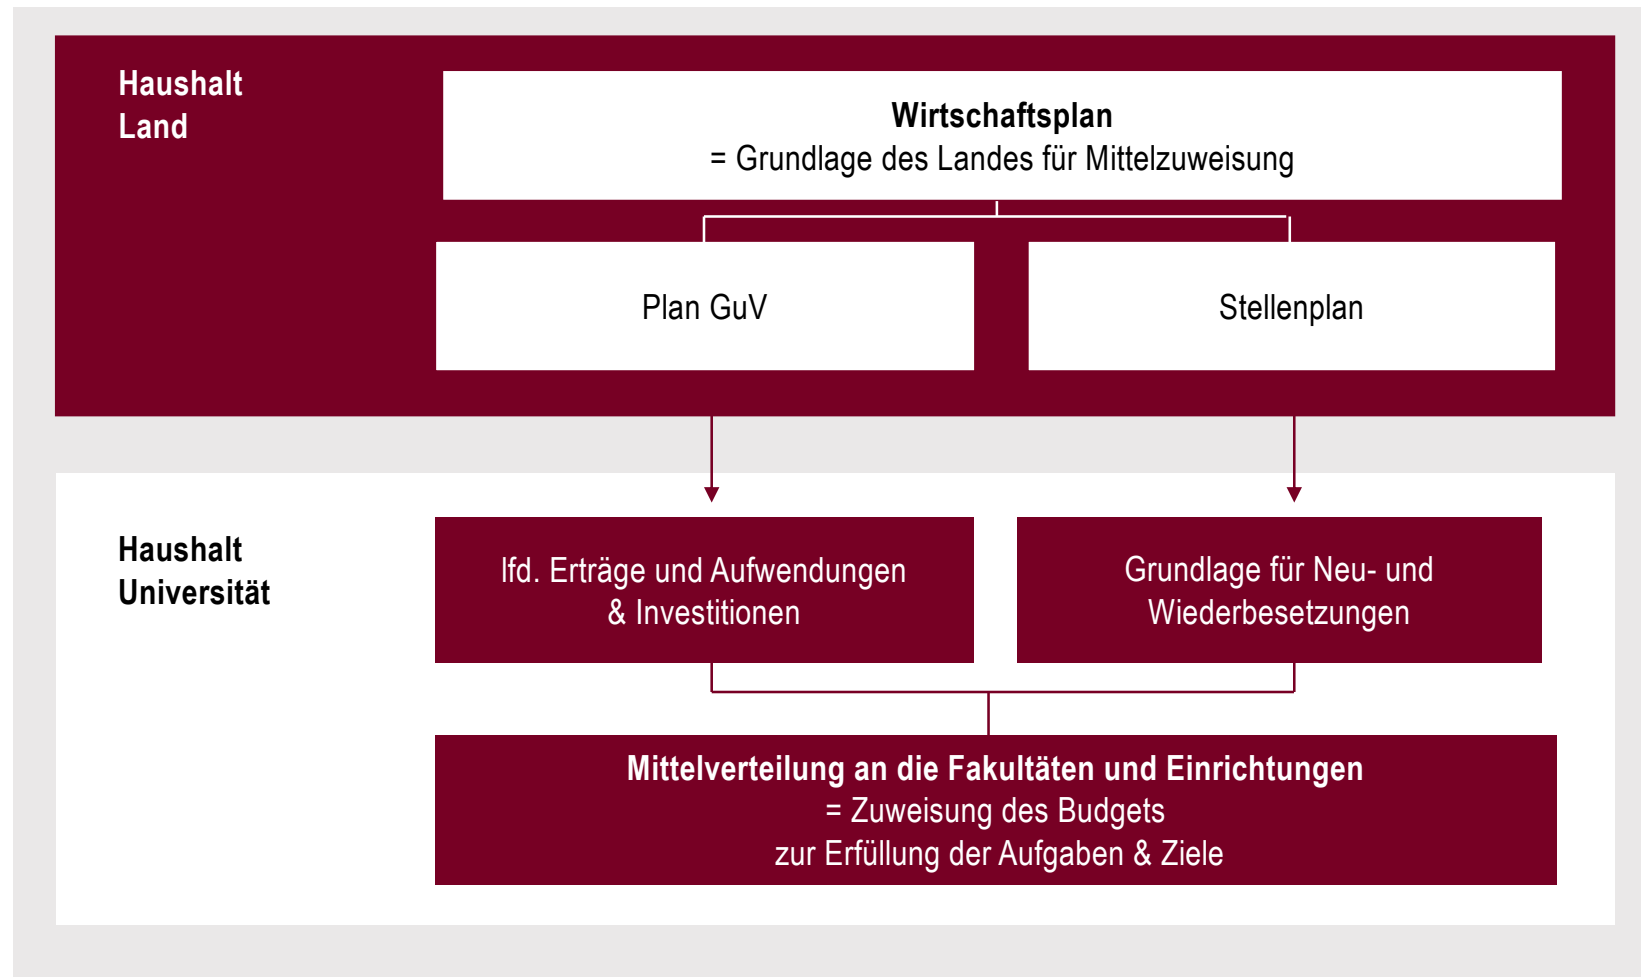 Haushalt
Land
Wirtschaftsplan
= Grundlage des Landes für Mittelzuweisung
Plan GuV
Stellenplan
Haushalt
Universität
lfd. Erträge und Aufwendungen
& Investitionen
Grundlage für Neu- und
Wiederbesetzungen
Mittelverteilung an die Fakultäten und Einrichtungen
= Zuweisung des Budgets
zur Erfüllung der Aufgaben & Ziele